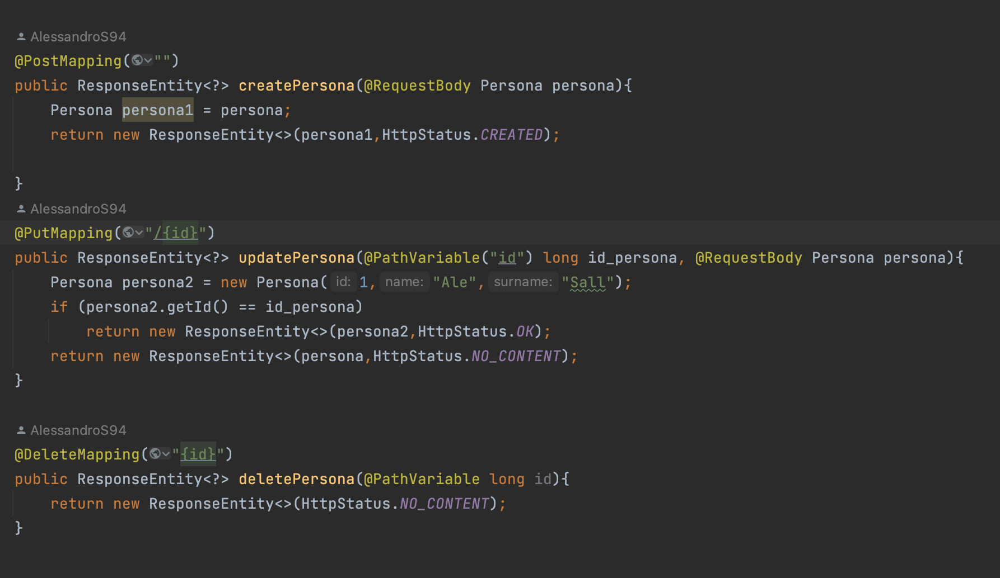 AlessandroS94
@PostMapping("")
public ResponseEntity<?> createPersona(@RequestBody Persona persona){
Persona persona1 = persona;
return new ResponseEntity<>(persona1,HttpStatus.CREATED);
}
AlessandroS94
@PutMapping("/{id}")
public ResponseEntity<?> updatePersona(@PathVariable("id") long id_persona, @RequestBody Persona persona){
Persona persona2 = new Persona( id: 1, name: "Ale", surname: "Sall");
if (persona2.getId() == id_persona)
return new ResponseEntity<>(persona2,HttpStatus.OK);
return new ResponseEntity<>(persona,HttpStatus.NO_CONTENT);
}
AlessandroS94
@DeleteMapping("{id}")
public ResponseEntity<?> deletePersona(@PathVariable long id){
return new ResponseEntity<>(HttpStatus.NO_CONTENT);
}